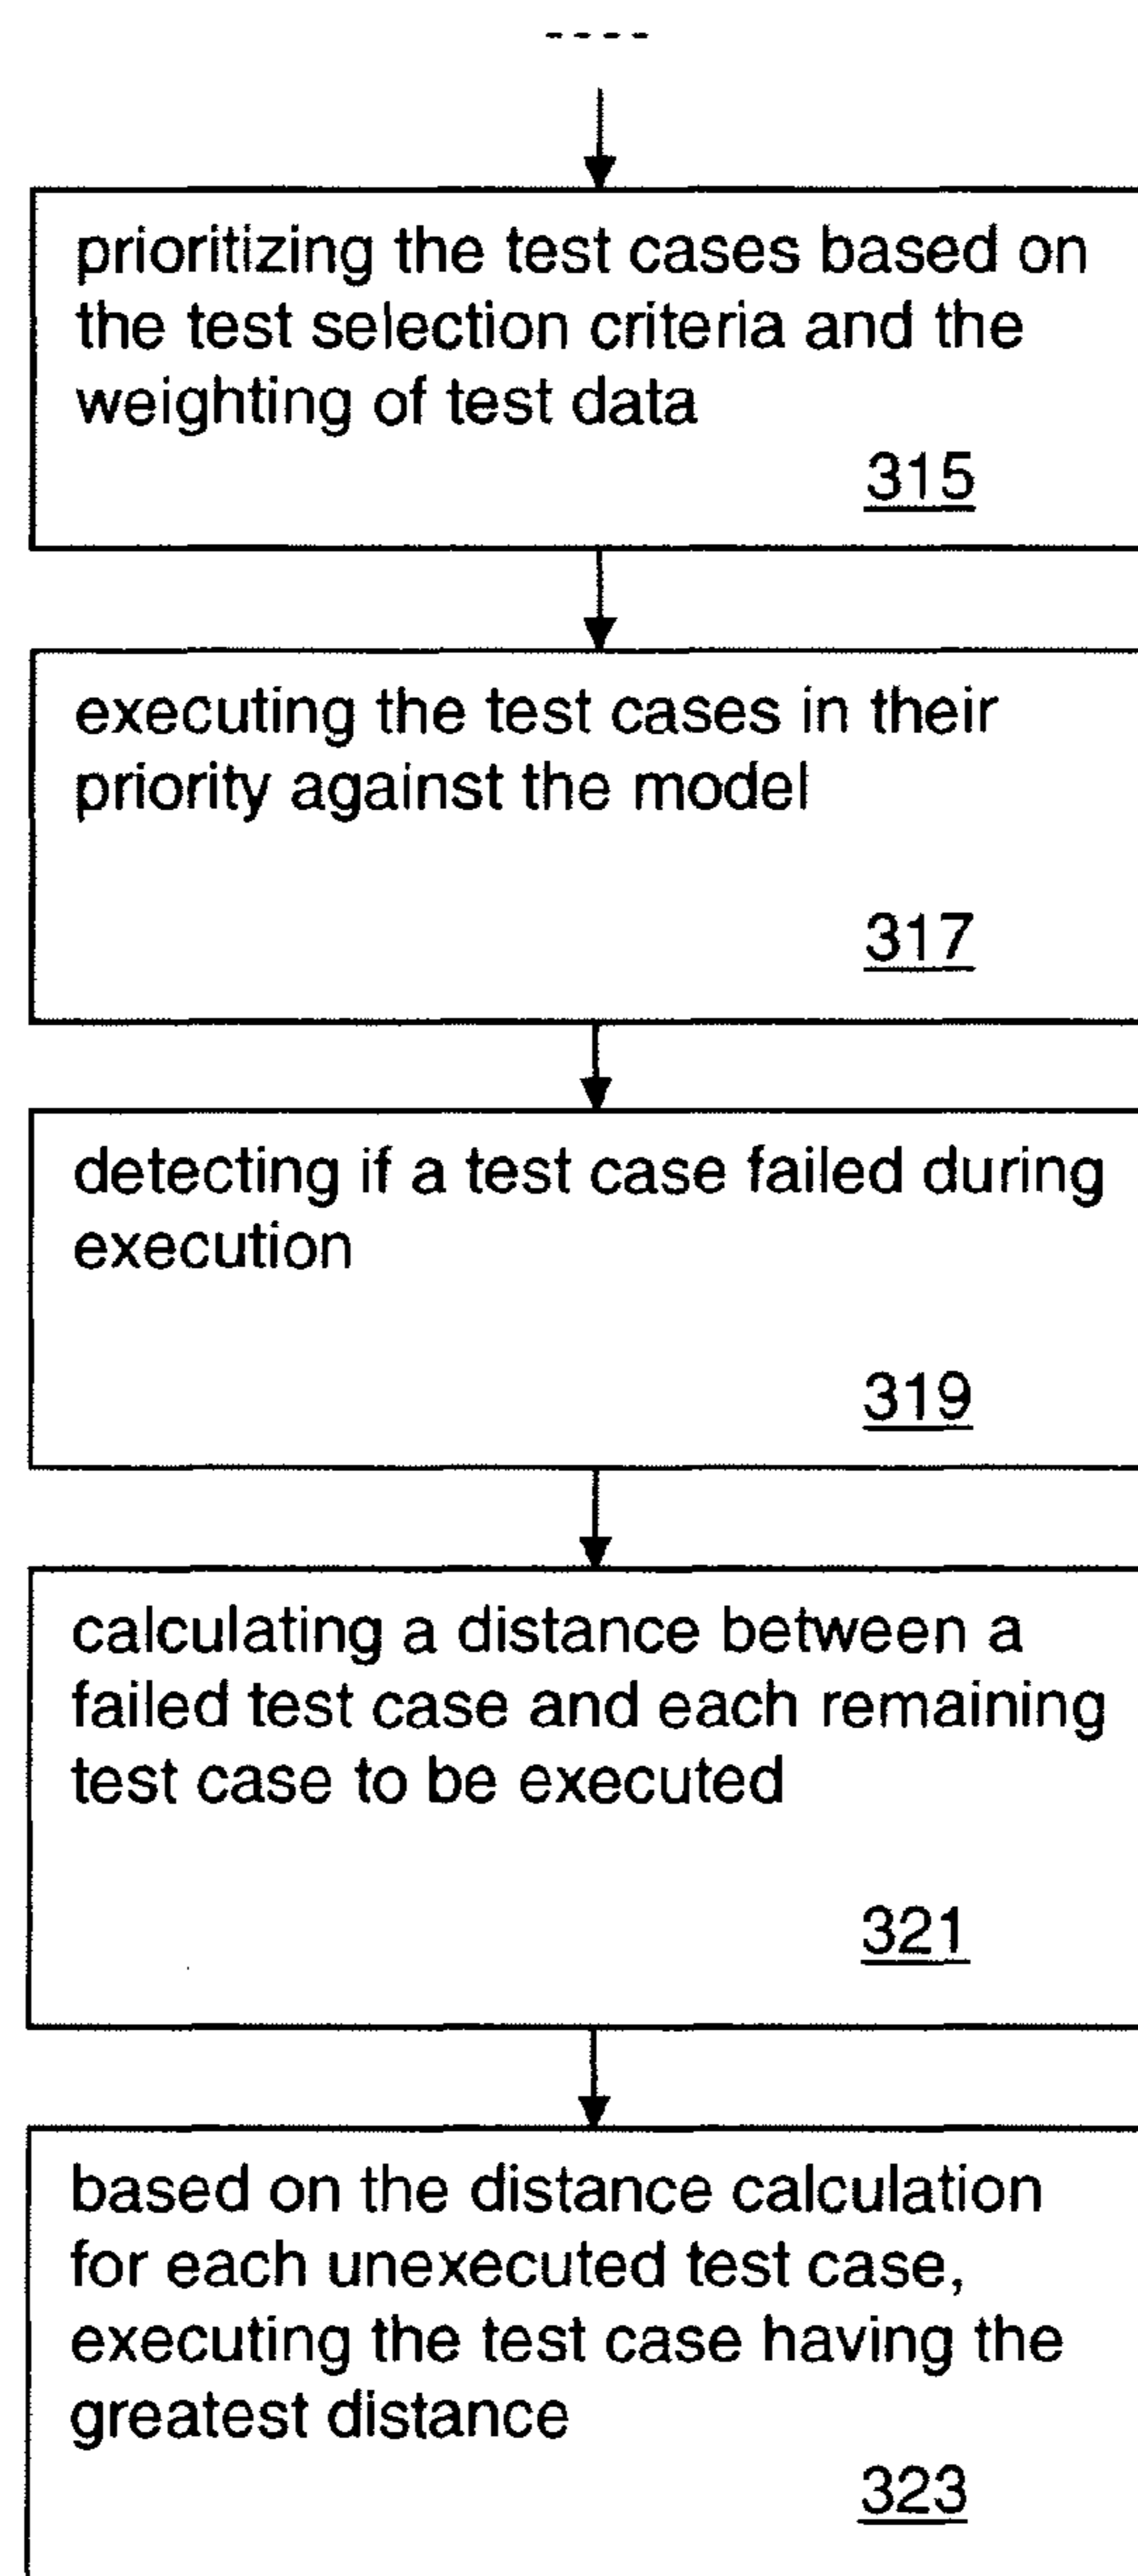 prioritizing the test cases based on
the test selection criteria and the
weighting of test data
315
executing the test cases in their
priority against the model
317
detecting if a test case failed during
execution
319
calculating a distance between a
failed test case and each remaining
test case to be executed
321
based on the distance calculation
for each unexecuted test case,
executing the test case having the
greatest distance
323